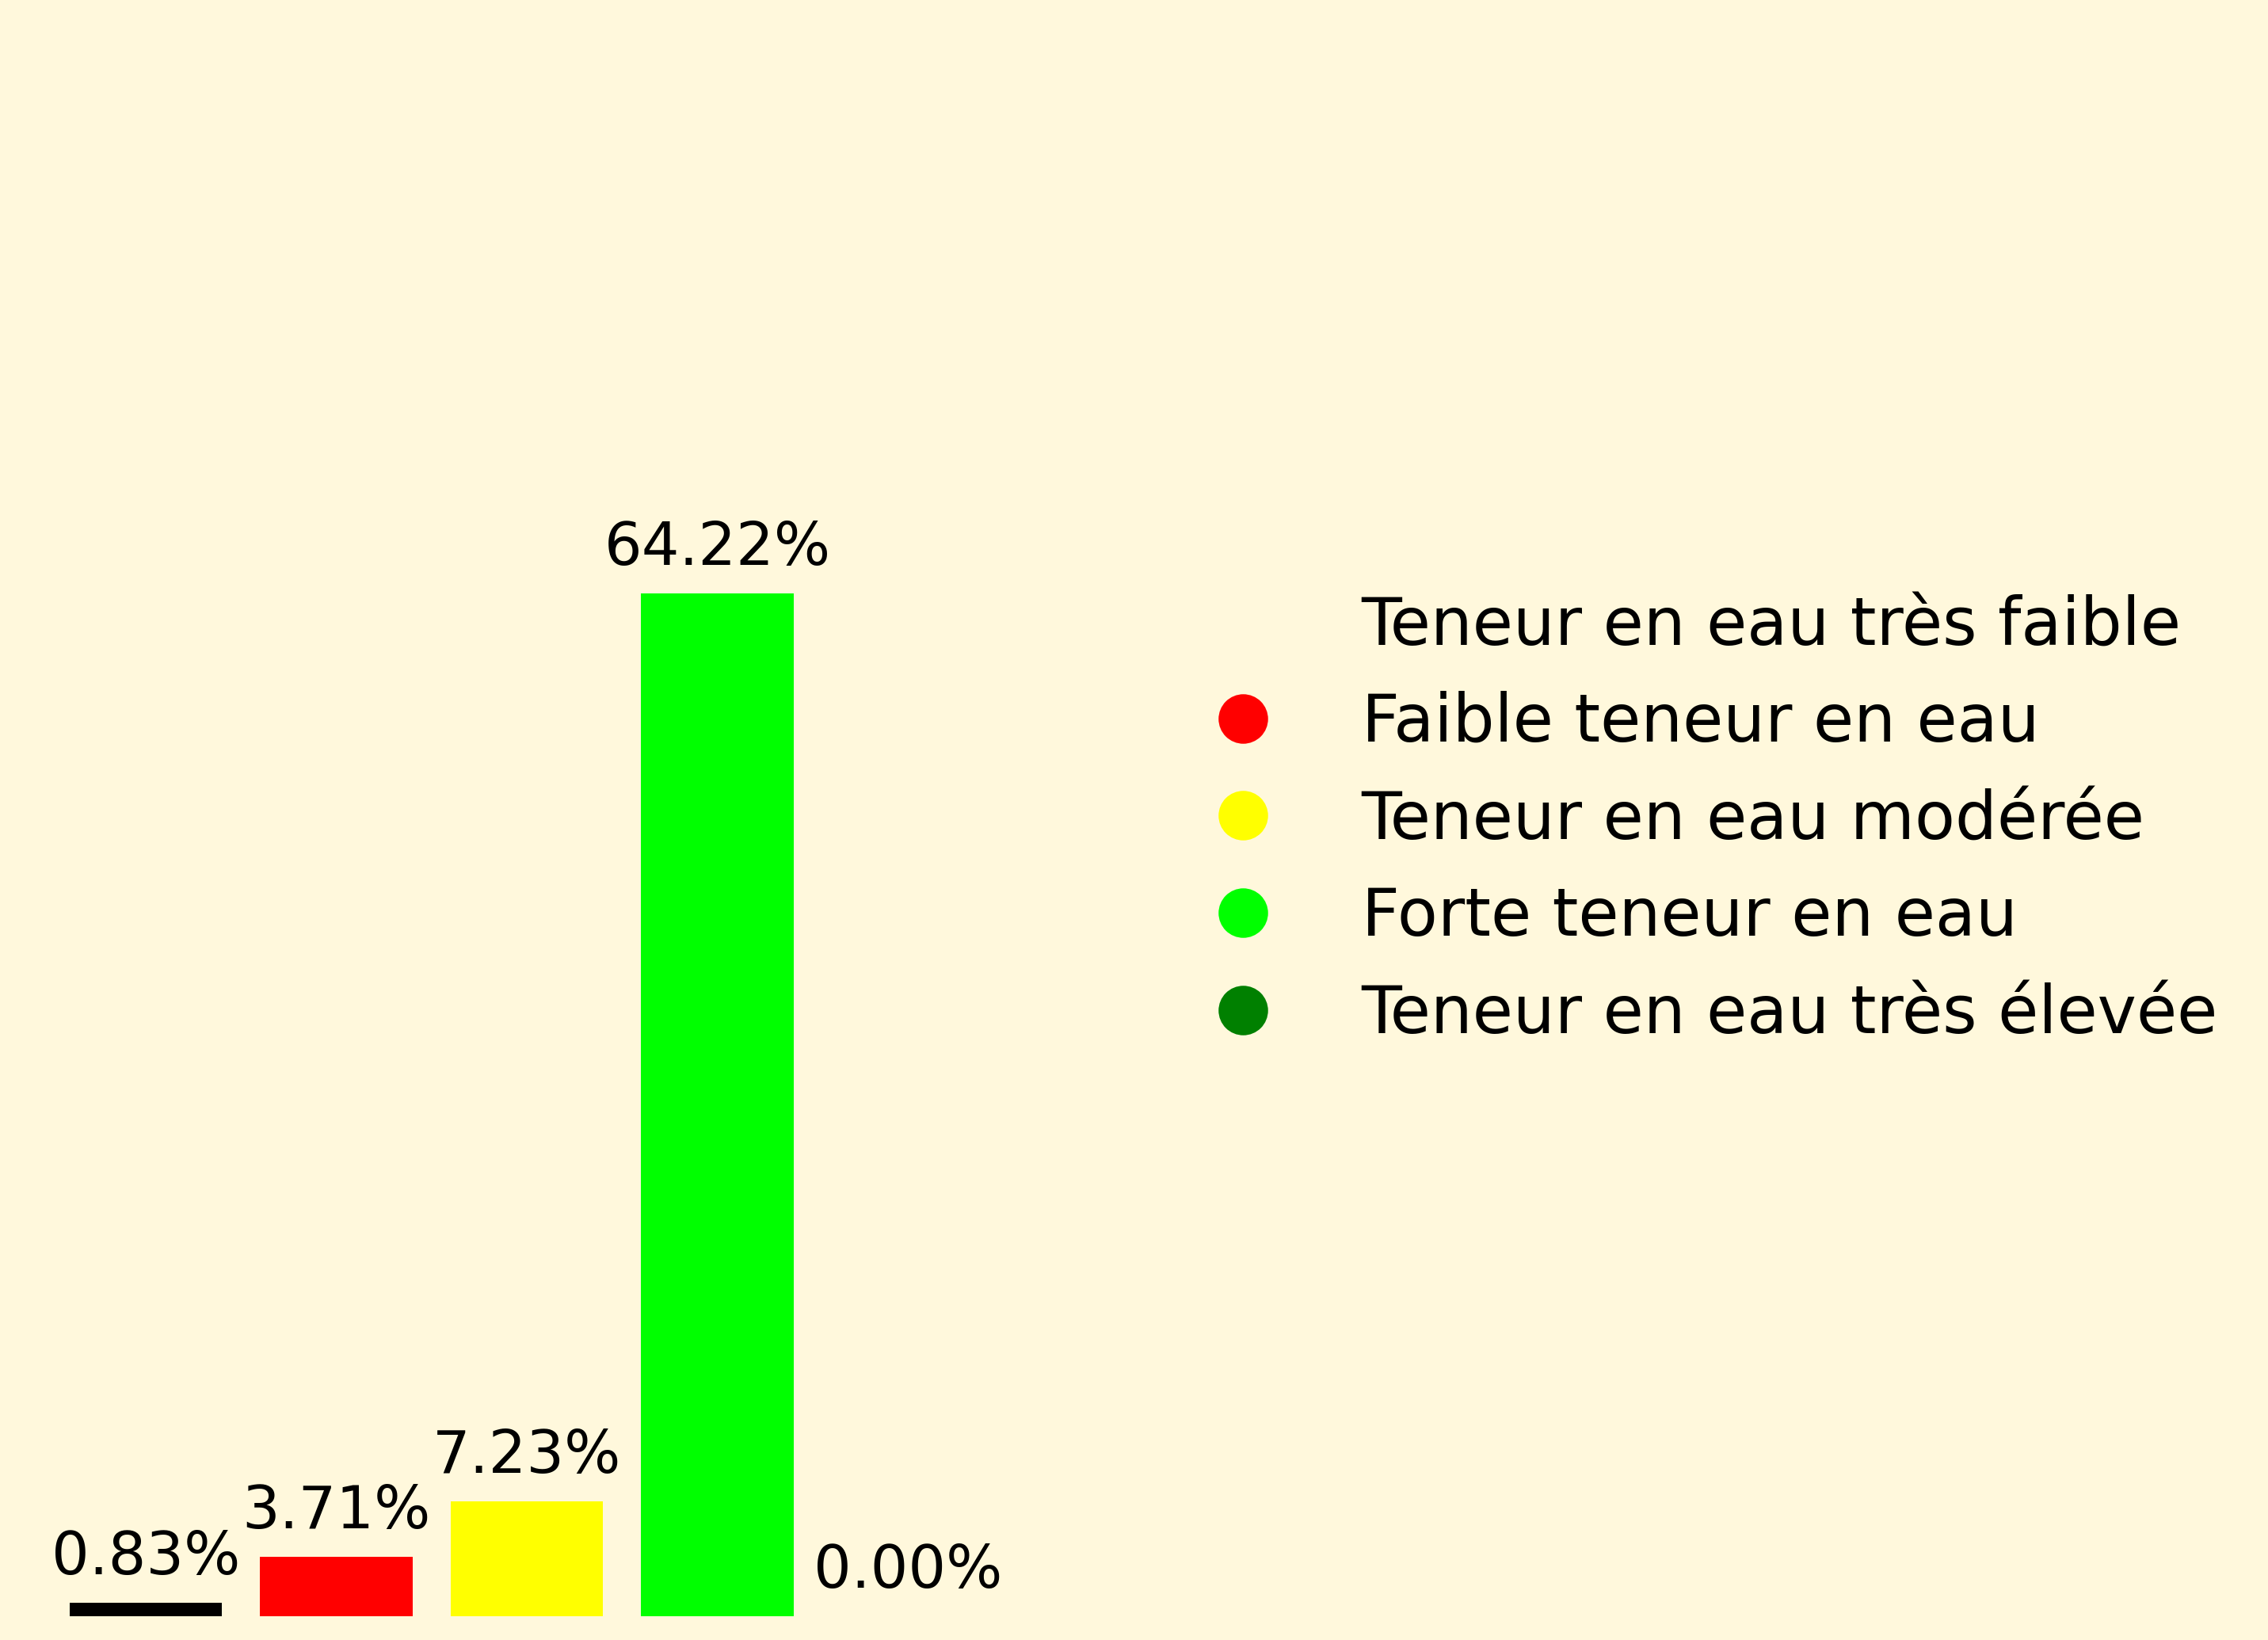 64.22%
7.23%
3.71%
0.83%
0.00%
Teneur en eau très faible
Faible teneur en eau
Teneur en eau modérée
Forte teneur en eau
Teneur en eau très élevée